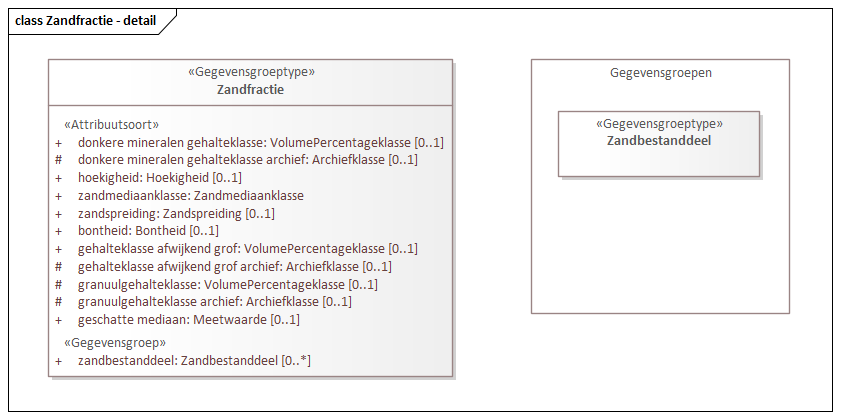 class Zandfractie - detail
«Gegevensgroeptype»
Zandfractie
«Attribuutsoort»
+ donkere mineralen gehalteklasse: VolumePercentageklasse [0..1]
# donkere mineralen gehalteklasse archief: Archiefklasse [0..1]
+ hoekigheid: Hoekigheid [0..1]
+ zandmediaanklasse: Zandmediaanklasse
+ zandspreiding: Zandspreiding [0..1]
+ bontheid: Bontheid [0..1]
+ gehalteklasse afwijkend grof: VolumePercentageklasse [0..1]
# gehalteklasse afwijkend grof archief: Archiefklasse [0..1]
# granuulgehalteklasse: VolumePercentageklasse [0..1]
# granuulgehalteklasse archief: Archiefklasse [0..1]
+ geschatte mediaan: Meetwaarde [0..1]
«Gegevensgroep»
+ zandbestanddeel: Zandbestanddeel [0..*]
Gegevensgroepen
«Gegevensgroeptype»
Zandbestanddeel